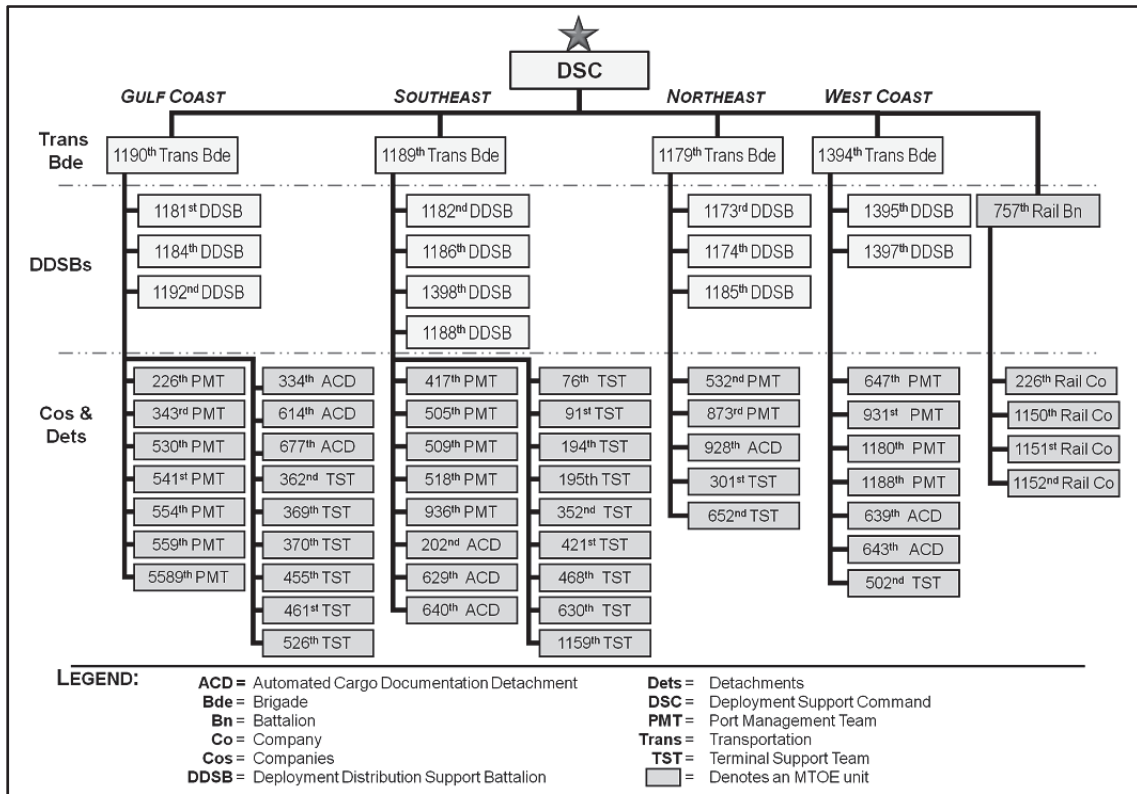 DSC
GULF COAST
SOUTHEAST
NORTHEAST
WEST COAST
Trans
Bde
1190th Trans Bde
1189th Trans Bde
1179th Trans Bde
1394th Trans Bde
DDSBs
1181st DDSB
1184th DDSB
1192nd DDSB
1182nd DDSB
1186th DDSB
1398th DDSB
1188th DDSB
1173rd DDSB
1174th DDSB
1185th DDSB
1395th DDSB
1397th DDSB
757th Rail Bn
Cos &
Dets
226th PMT
343rd PMT
530th PMT
541st PMT
554th PMT
559th PMT
5589th PMT
334th ACD
614th ACD
677th ACD
362nd TST
369th TST
370th TST
455th TST
461st TST
526th TST
417th PMT
505th PMT
509th PMT
518th PMT
936th PMT
202nd ACD
629th ACD
640th ACD
76th TST
91st TST
194th TST
195th TST
352nd TST
421st TST
468th TST
630th TST
1159th TST
532nd PMT
873rd PMT
928th ACD
301st TST
652nd TST
647th PMT
931st PMT
1180th PMT
1188th PMT
639th ACD
643th ACD
502nd TST
226th Rail Co
1150th Rail Co
1151st Rail Co
1152nd Rail Co
LEGEND:
ACD = Automated Cargo Documentation Detachment
Bde = Brigade
Bn = Battalion
Co = Company
Cos = Companies
DDSB = Deployment Distribution Support Battalion
Dets = Detachments
DSC = Deployment Support Command
PMT = Port Management Team
Trans = Transportation
TST = Terminal Support Team
= Denotes an MTOE unit